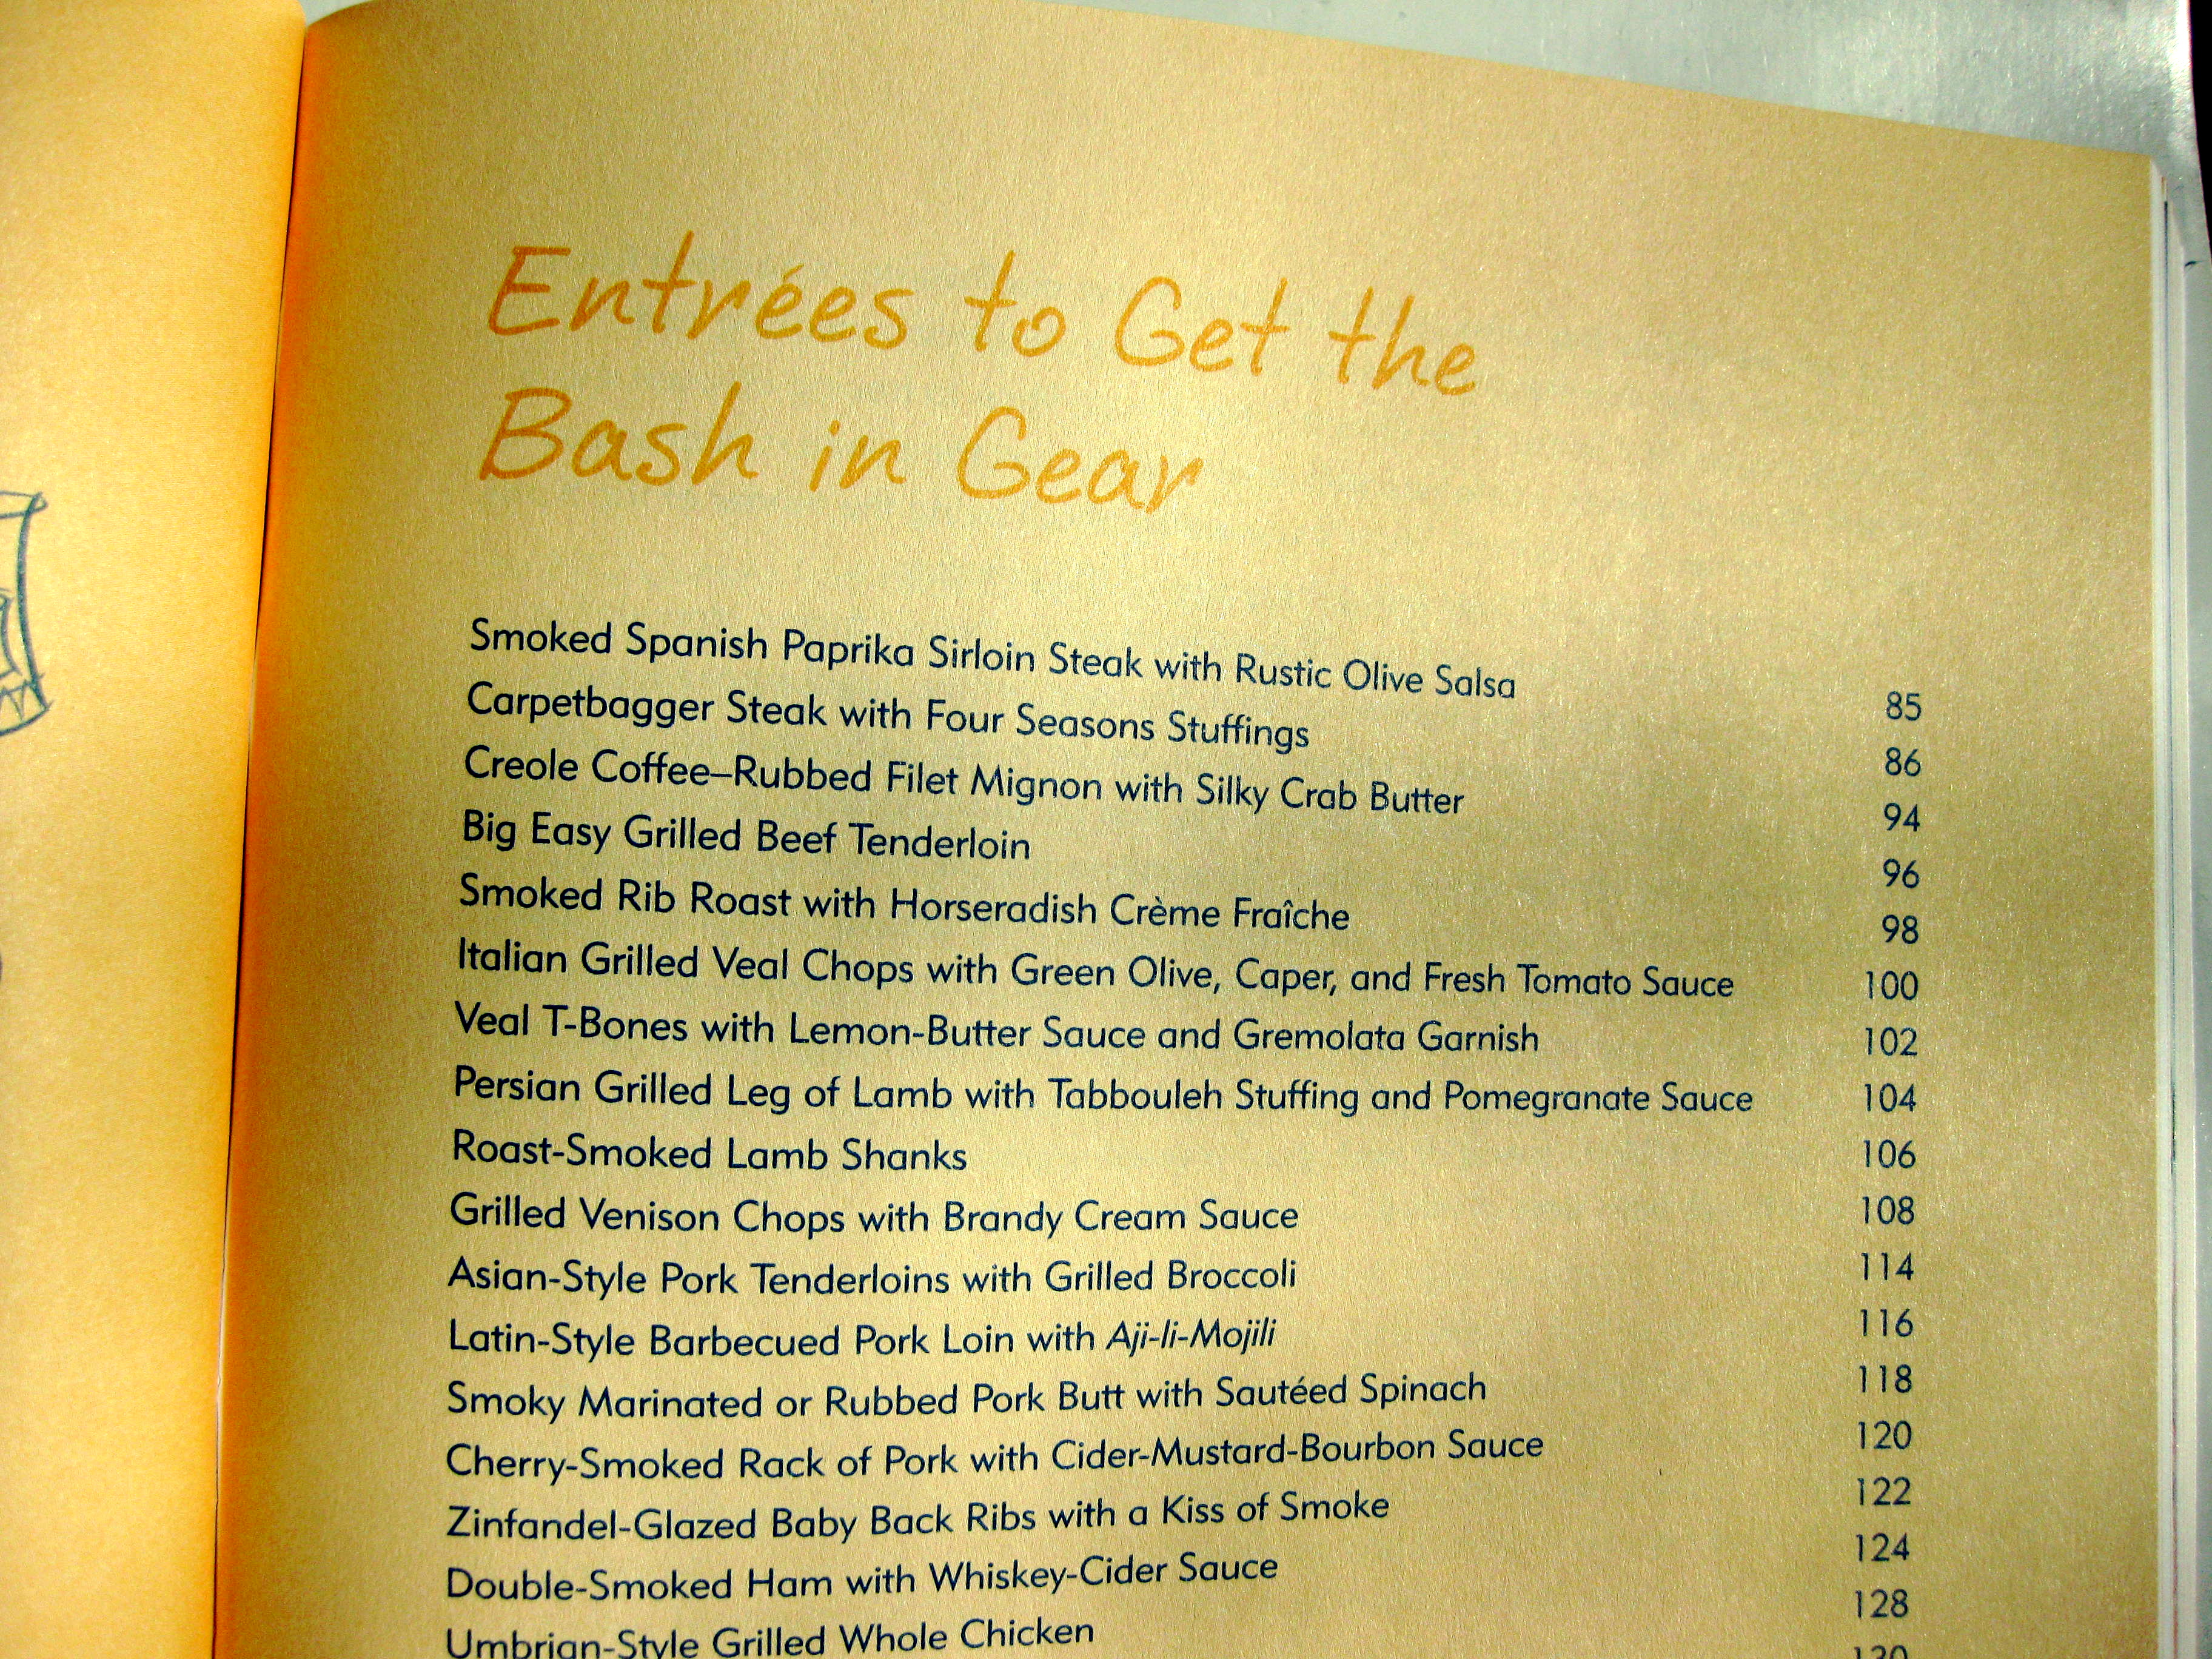 Entrées to Get the
Bash in Gear
Smoked Spanish Paprika Sirloin Steak with Rustic Olive Salsa 85
Carpetbagger Steak with Four Seasons Stuffings 86
Creole Coffee–Rubbed Filet Mignon with Silky Crab Butter 94
Big Easy Grilled Beef Tenderloin 96
Smoked Rib Roast with Horseradish Crème Fraîche 98
Italian Grilled Veal Chops with Green Olive, Caper, and Fresh Tomato Sauce 100
Veal T-Bones with Lemon-Butter Sauce and Gremolata Garnish 102
Persian Grilled Leg of Lamb with Tabbouleh Stuffing and Pomegranate Sauce 104
Roast-Smoked Lamb Shanks 106
Grilled Venison Chops with Brandy Cream Sauce 108
Asian-Style Pork Tenderloins with Grilled Broccoli 114
Latin-Style Barbecued Pork Loin with Aji-li-Mojili 116
Smoky Marinated or Rubbed Pork Butt with Sautéed Spinach 118
Cherry-Smoked Rack of Pork with Cider-Mustard-Bourbon Sauce 120
Zinfandel-Glazed Baby Back Ribs with a Kiss of Smoke 122
Double-Smoked Ham with Whiskey-Cider Sauce 124
Umbrian-Style Grilled Whole Chicken 128